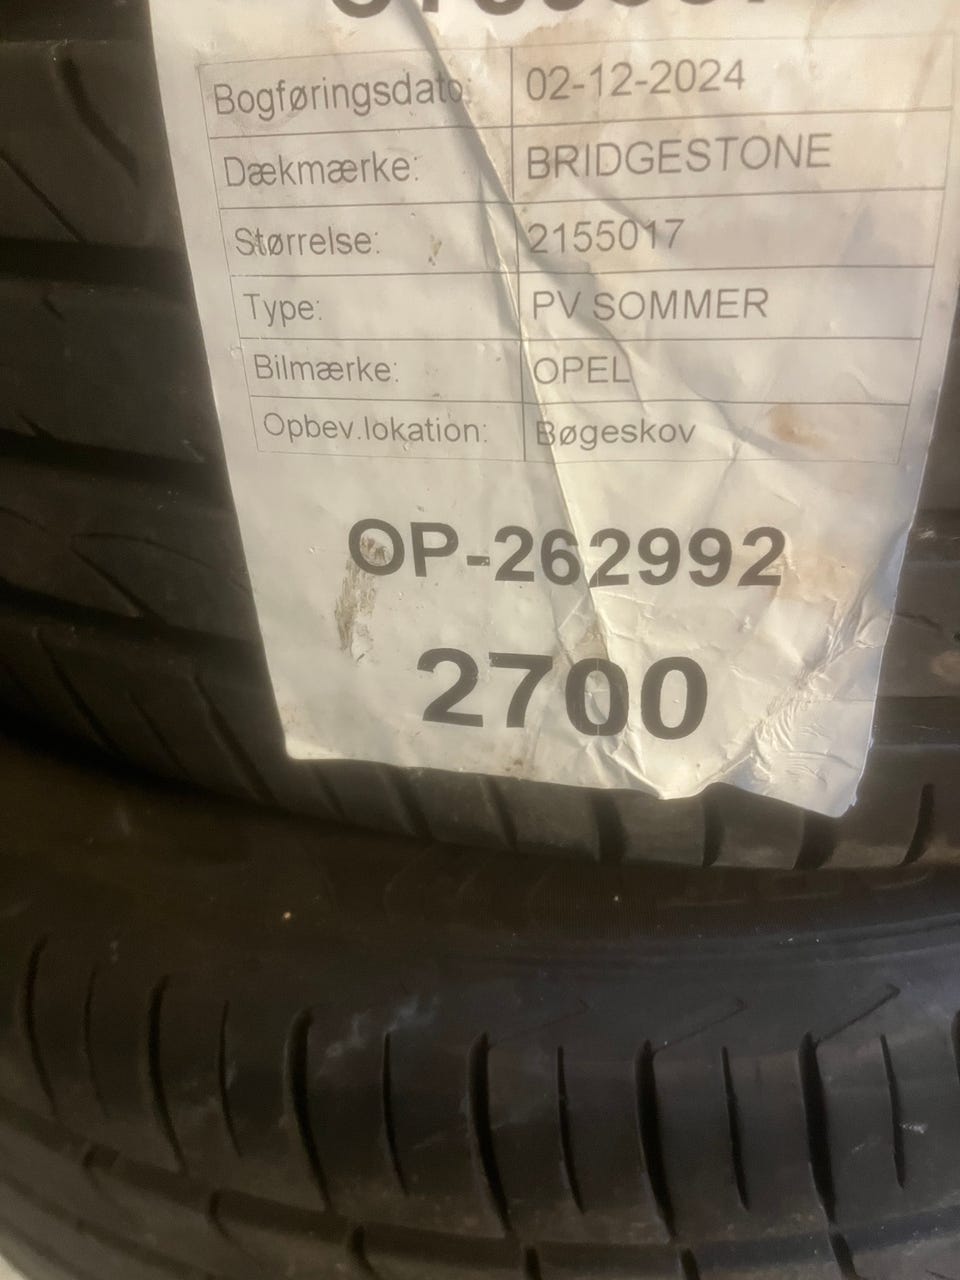 Bogføringsdato: 02-12-2024
Dækmærke: BRIDGESTONE
Størrelse: 2155017
Type: PV SOMMER
Bilmærke: OPEL
Opbev.lokation: Bøgeskov
OP-262992
2700